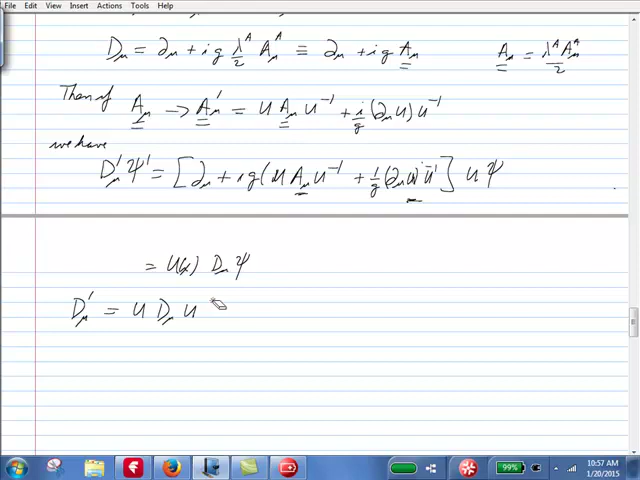 File Edit View Insert Actions Tools Help
D_μ = ∂_μ + ig λ^A/2 A_μ^A ≡ ∂_μ + ig A_μ    A_μ = λ^A A_μ^A / 2
Then if A_μ → A_μ' = U A_μ U⁻¹ + i/g (∂_μ U) U⁻¹
we have
D_μ' Ψ' = [∂_μ + ig (U A_μ U⁻¹ + i/g (∂_μ U) U⁻¹] U Ψ
= U(x) D_μ Ψ
D_μ' = U D_μ U
99%
10:57 AM
1/20/2015